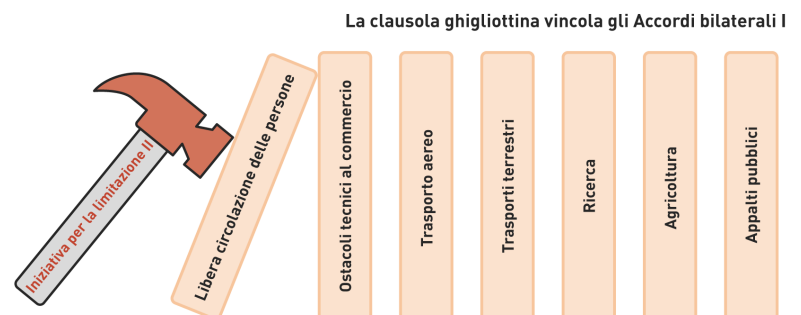 La clausola ghigliottina vincola gli Accordi bilaterali I
Iniziativa per la limitazione II
Libera circolazione delle persone
Ostacoli tecnici al commercio
Trasporto aereo
Trasporti terrestri
Ricerca
Agricoltura
Appalti pubblici